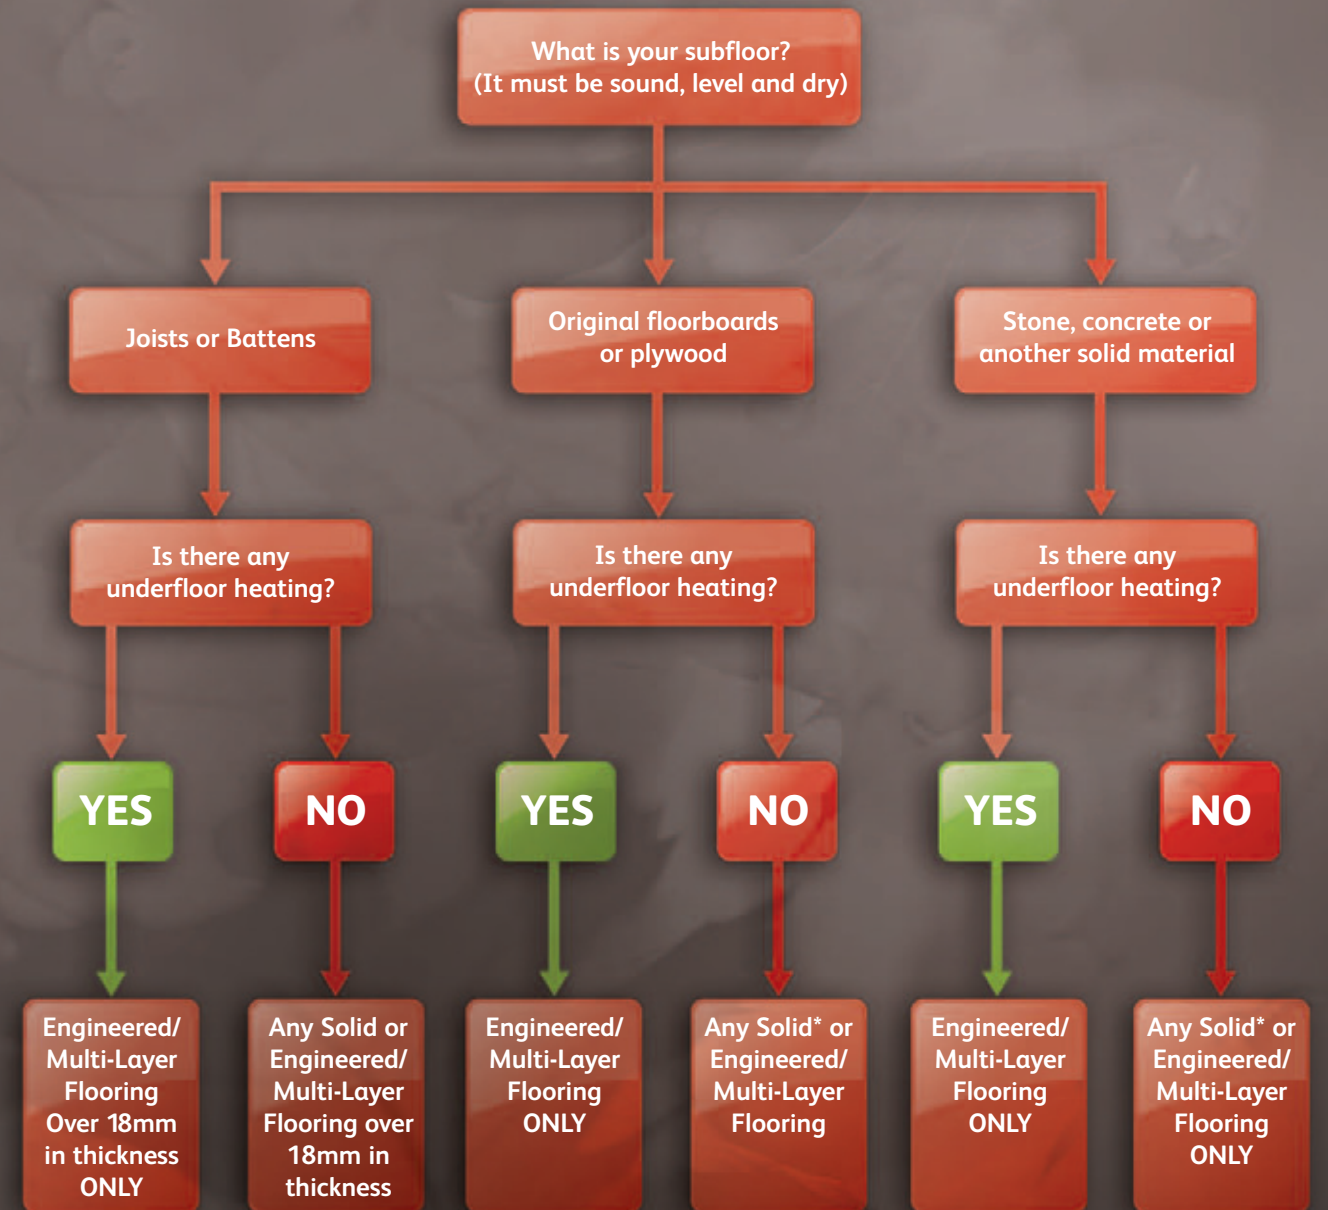 What is your subfloor?
(It must be sound, level and dry)
Joists or Battens
Original floorboards
or plywood
Stone, concrete or
another solid material
Is there any
underfloor heating?
Is there any
underfloor heating?
Is there any
underfloor heating?
YES
NO
YES
NO
YES
NO
Engineered/
Multi-Layer
Flooring
Over 18mm
in thickness
ONLY
Any Solid or
Engineered/
Multi-Layer
Flooring over
18mm in
thickness
Engineered/
Multi-Layer
Flooring
ONLY
Any Solid* or
Engineered/
Multi-Layer
Flooring
Engineered/
Multi-Layer
Flooring
ONLY
Any Solid* or
Engineered/
Multi-Layer
Flooring
ONLY